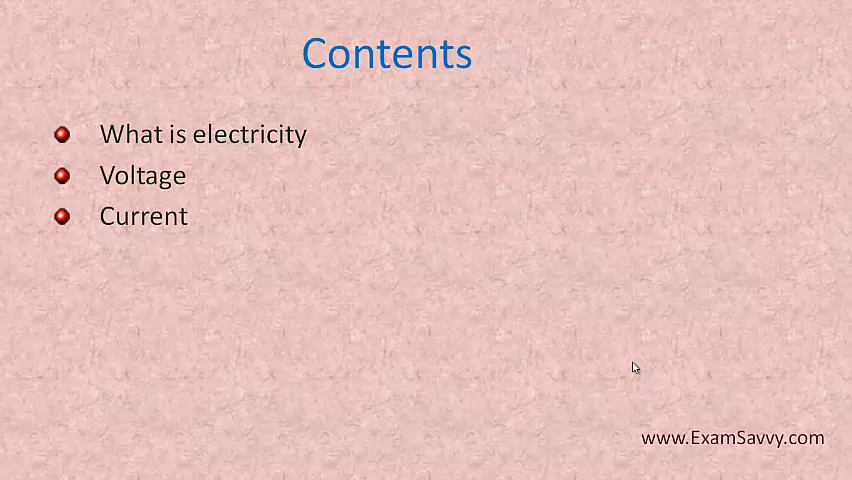 Contents
What is electricity
Voltage
Current
www.ExamSavvy.com